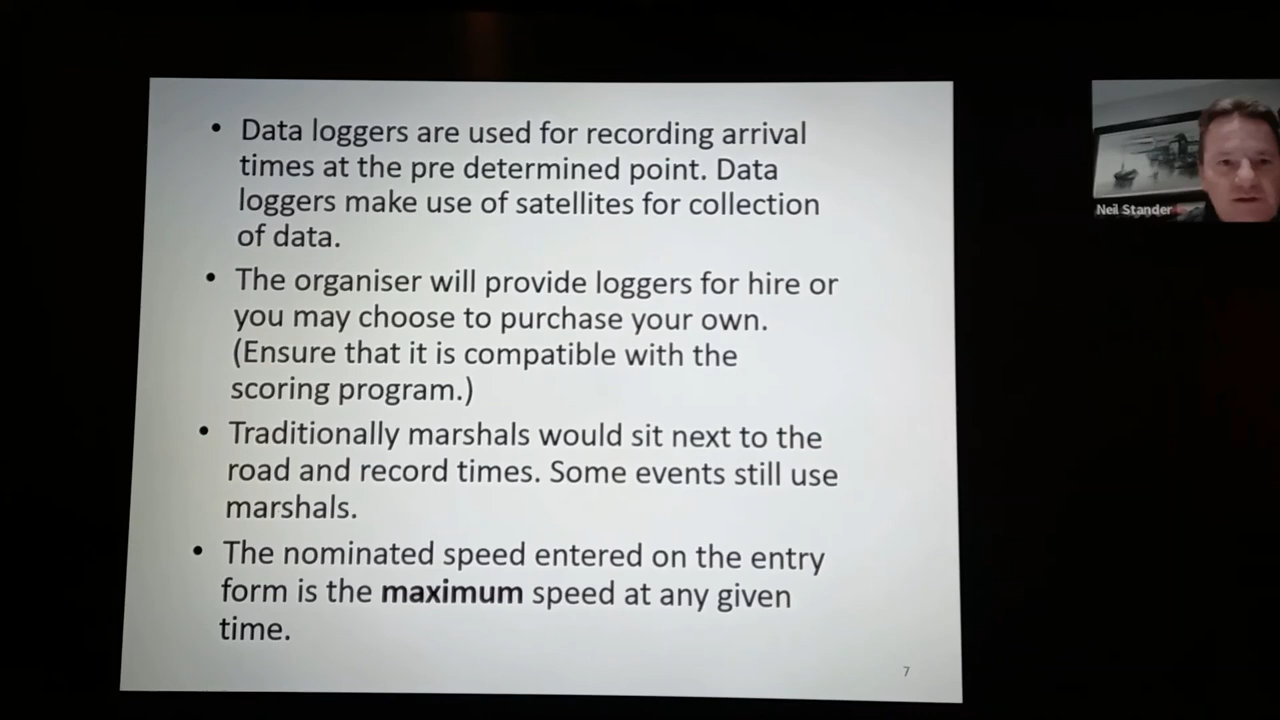 • Data loggers are used for recording arrival
times at the pre determined point. Data
loggers make use of satellites for collection
of data.
• The organiser will provide loggers for hire or
you may choose to purchase your own.
(Ensure that it is compatible with the
scoring program.)
• Traditionally marshals would sit next to the
road and record times. Some events still use
marshals.
• The nominated speed entered on the entry
form is the maximum speed at any given
time.
7
Neil Stander